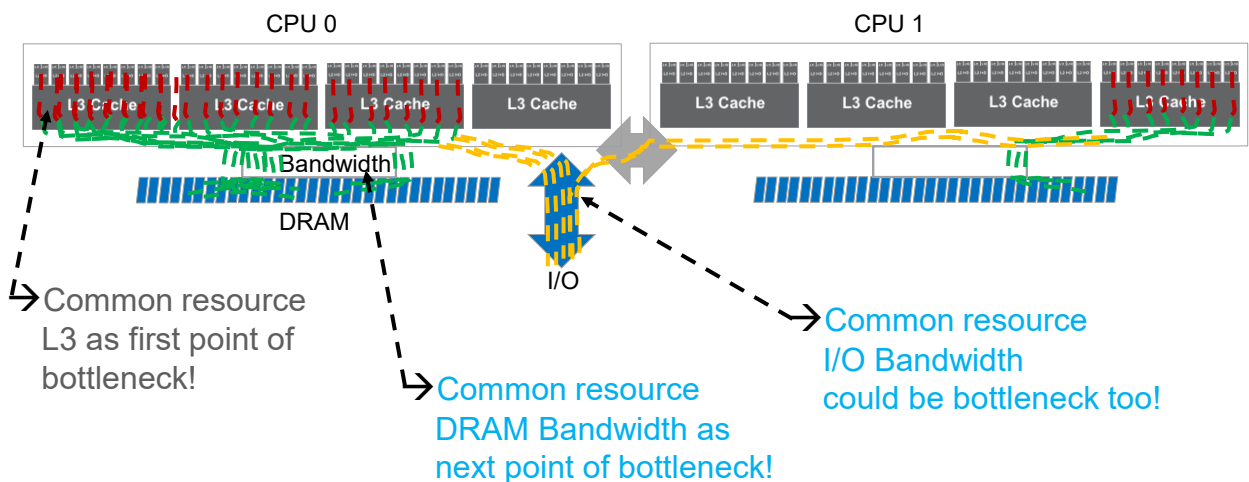 CPU 0
CPU 1
L3 Cache
L3 Cache
L3 Cache
L3 Cache
L3 Cache
L3 Cache
L3 Cache
L3 Cache
Bandwidth
DRAM
I/O
→Common resource
L3 as first point of
bottleneck!
→Common resource
DRAM Bandwidth as
next point of bottleneck!
→Common resource
I/O Bandwidth
could be bottleneck too!